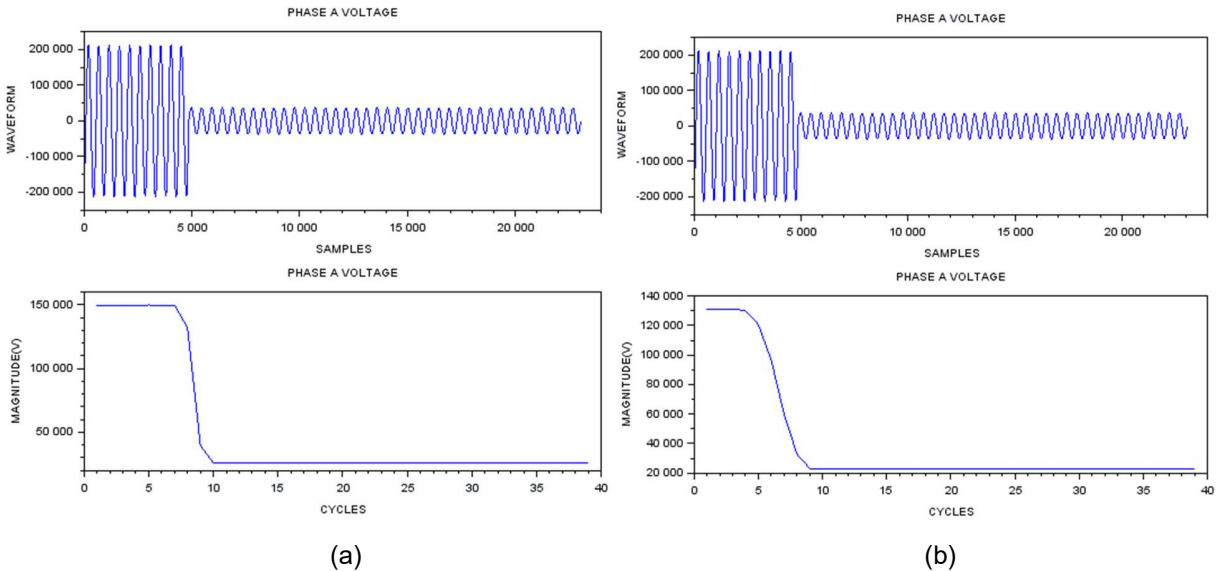 PHASE A VOLTAGE
WAVEFORM
200 000
100 000
0
-100 000
-200 000
0 5 000 10 000 15 000 20 000
SAMPLES
PHASE A VOLTAGE
MAGNITUDE(V)
150 000
100 000
50 000
0 5 10 15 20 25 30 35 40
CYCLES
(a)
PHASE A VOLTAGE
WAVEFORM
200 000
100 000
0
-100 000
-200 000
0 5 000 10 000 15 000 20 000
SAMPLES
PHASE A VOLTAGE
MAGNITUDE(V)
140 000
120 000
100 000
80 000
60 000
40 000
20 000
0 5 10 15 20 25 30 35 40
CYCLES
(b)